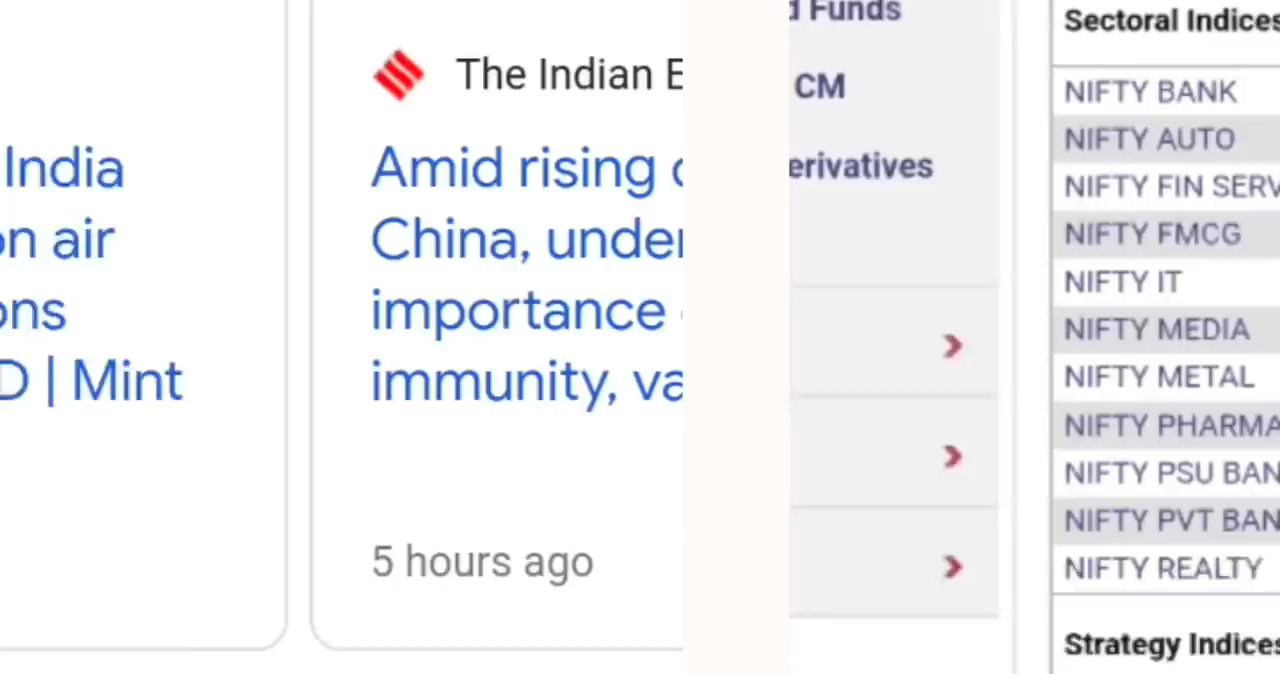 India
on air
ons
D | Mint
The Indian E
Amid rising
China, under
importance
immunity, va
5 hours ago
d Funds
CM
erivatives
Sectoral Indices
NIFTY BANK
NIFTY AUTO
NIFTY FIN SERV
NIFTY FMCG
NIFTY IT
NIFTY MEDIA
NIFTY METAL
NIFTY PHARMA
NIFTY PSU BAN
NIFTY PVT BAN
NIFTY REALTY
Strategy Indices